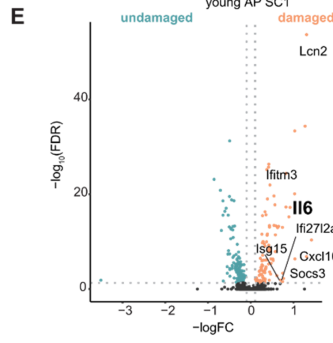 E
young AP SC1
undamaged damaged
Lcn2
40
Ifitm3
20
Il6
Ifi27l2a
Isg15
Cxcl10
Socs3
0
−3 −2 −1 0 1
−log10(FDR)
−logFC